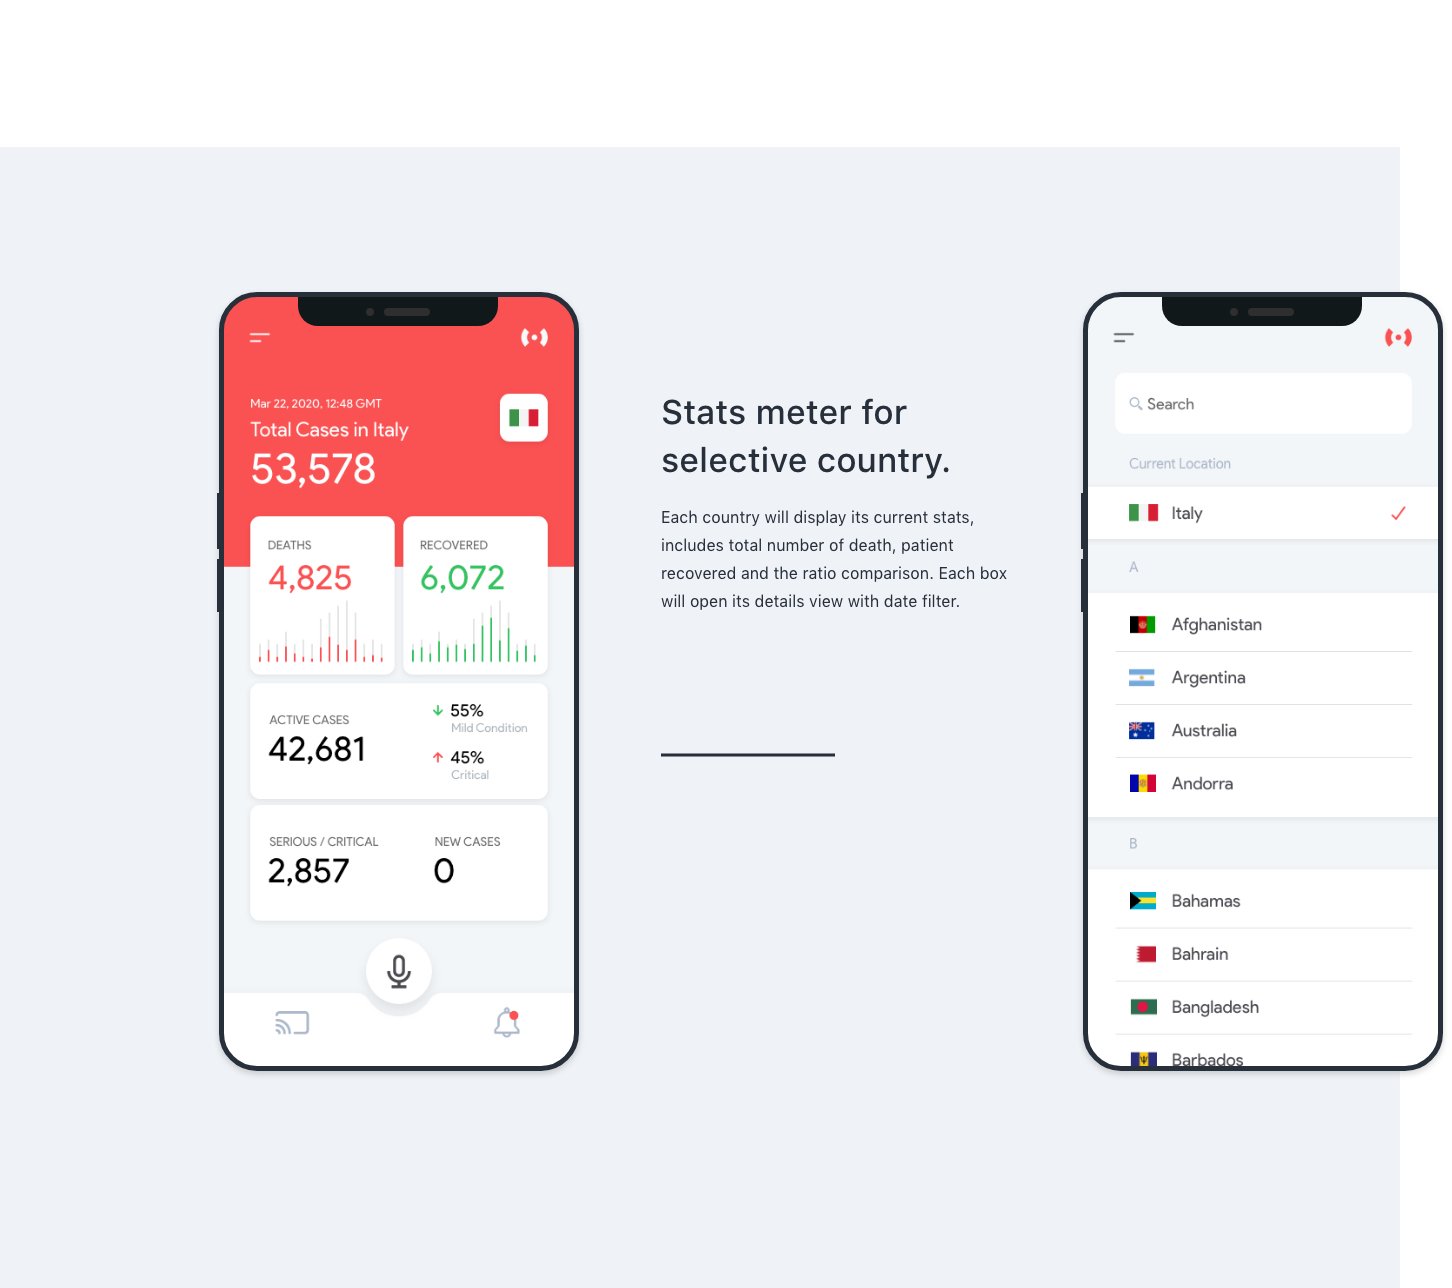 Mar 22, 2020, 12:48 GMT
Total Cases in Italy
53,578
DEATHS
4,825
RECOVERED
6,072
ACTIVE CASES
42,681
55%
Mild Condition
45%
Critical
SERIOUS / CRITICAL
2,857
NEW CASES
0
Stats meter for
selective country.
Each country will display its current stats,
includes total number of death, patient
recovered and the ratio comparison. Each box
will open its details view with date filter.
Search
Current Location
Italy
A
Afghanistan
Argentina
Australia
Andorra
B
Bahamas
Bahrain
Bangladesh
Barbados